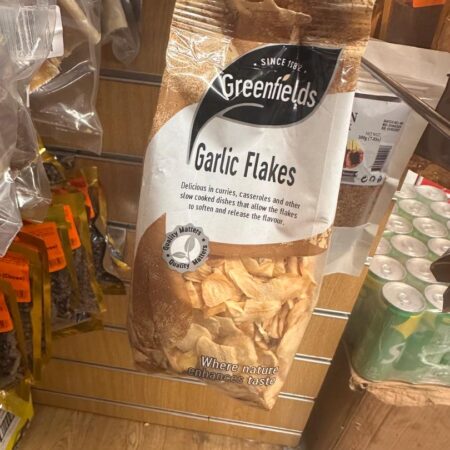 SINCE 1982
Greenfields
Garlic Flakes
Delicious in curries, casseroles and other
slow cooked dishes that allow the flakes
to soften and release the flavour.
Quality Matters
Quality Matters
Where nature
enhances taste